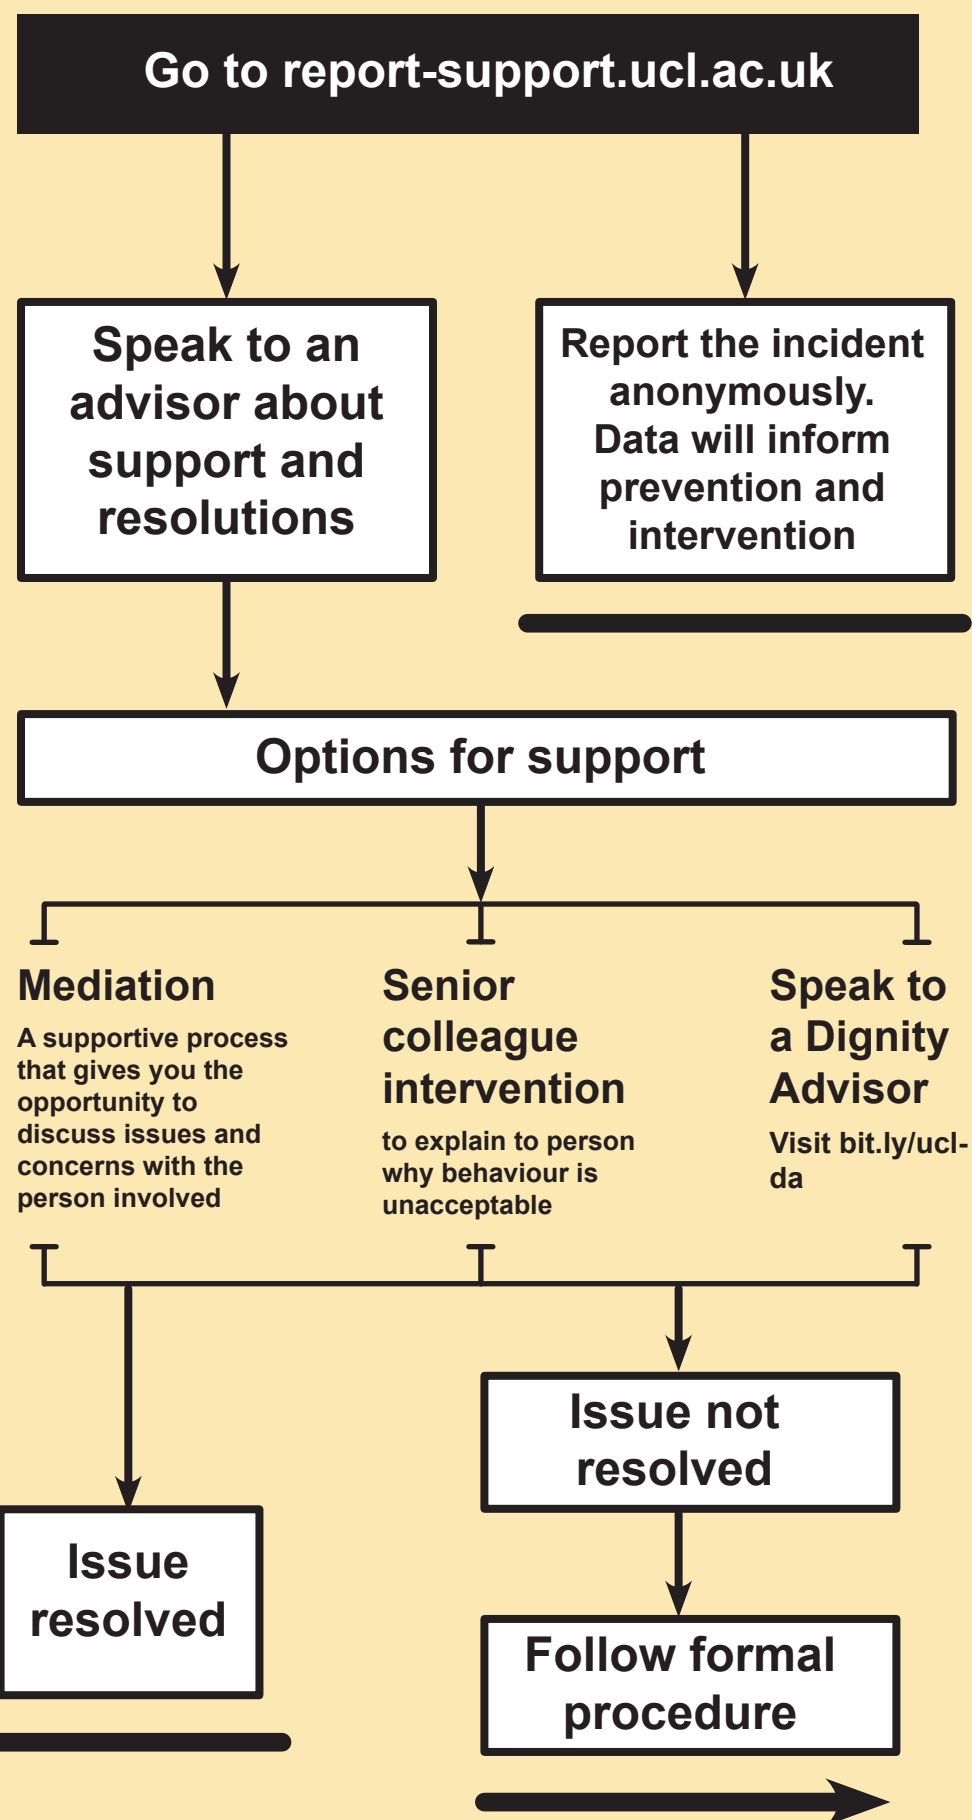 Go to report-support.ucl.ac.uk
Speak to an
advisor about
support and
resolutions
Report the incident
anonymously.
Data will inform
prevention and
intervention
Options for support
Mediation
A supportive process
that gives you the
opportunity to
discuss issues and
concerns with the
person involved
Senior
colleague
intervention
to explain to person
why behaviour is
unacceptable
Speak to
a Dignity
Advisor
Visit bit.ly/ucl-
da
Issue not
resolved
Issue
resolved
Follow formal
procedure